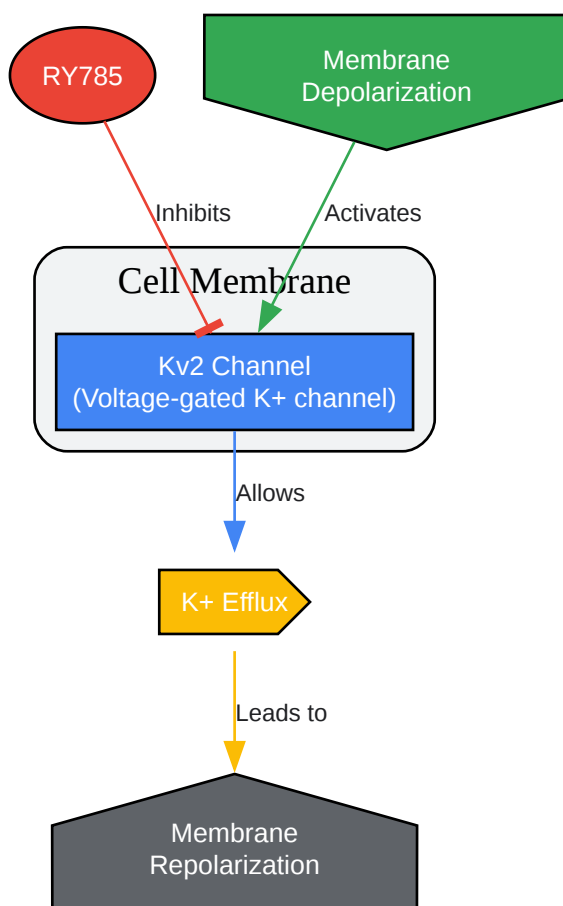 RY785
Membrane
Depolarization
Inhibits
Activates
Cell Membrane
Kv2 Channel
(Voltage-gated K+ channel)
Allows
K+ Efflux
Leads to
Membrane
Repolarization